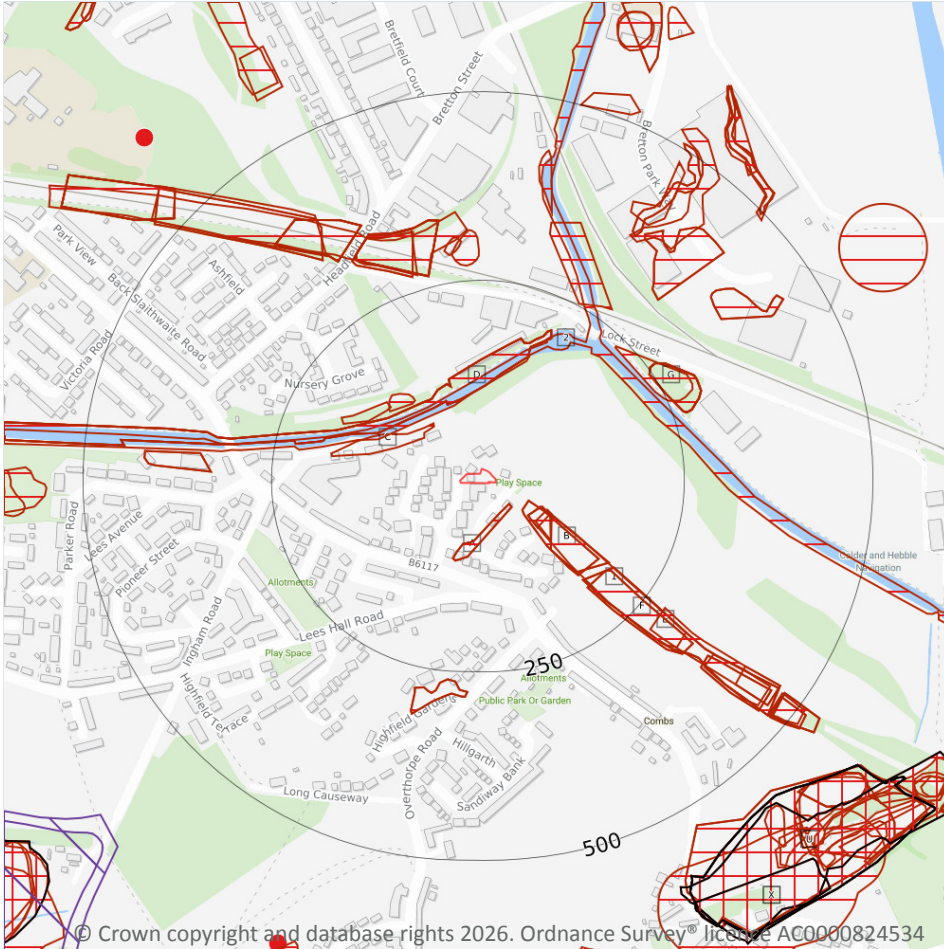 Bretfield Court
Bretton Street
Bretton Park Way
Park View
Headfield Road
Ashfield
Back Slaithwaite Road
Victoria Road
Nursery Grove
2
Lock Street
D
G
C
Play Space
Parker Road
Lees Avenue
Pioneer Street
B
B6117
Calder and Hebble
Navigation
Allotments
F
Ingham Road
Lees Hall Road
Play Space
250
Allotments
Highfield Terrace
Highfield Gardens
Public Park Or Garden
Combs
Overthorpe Road
Hillgarth
Sandiway Bank
Long Causeway
500
X
© Crown copyright and database rights 2026. Ordnance Survey® licence AC0000824534